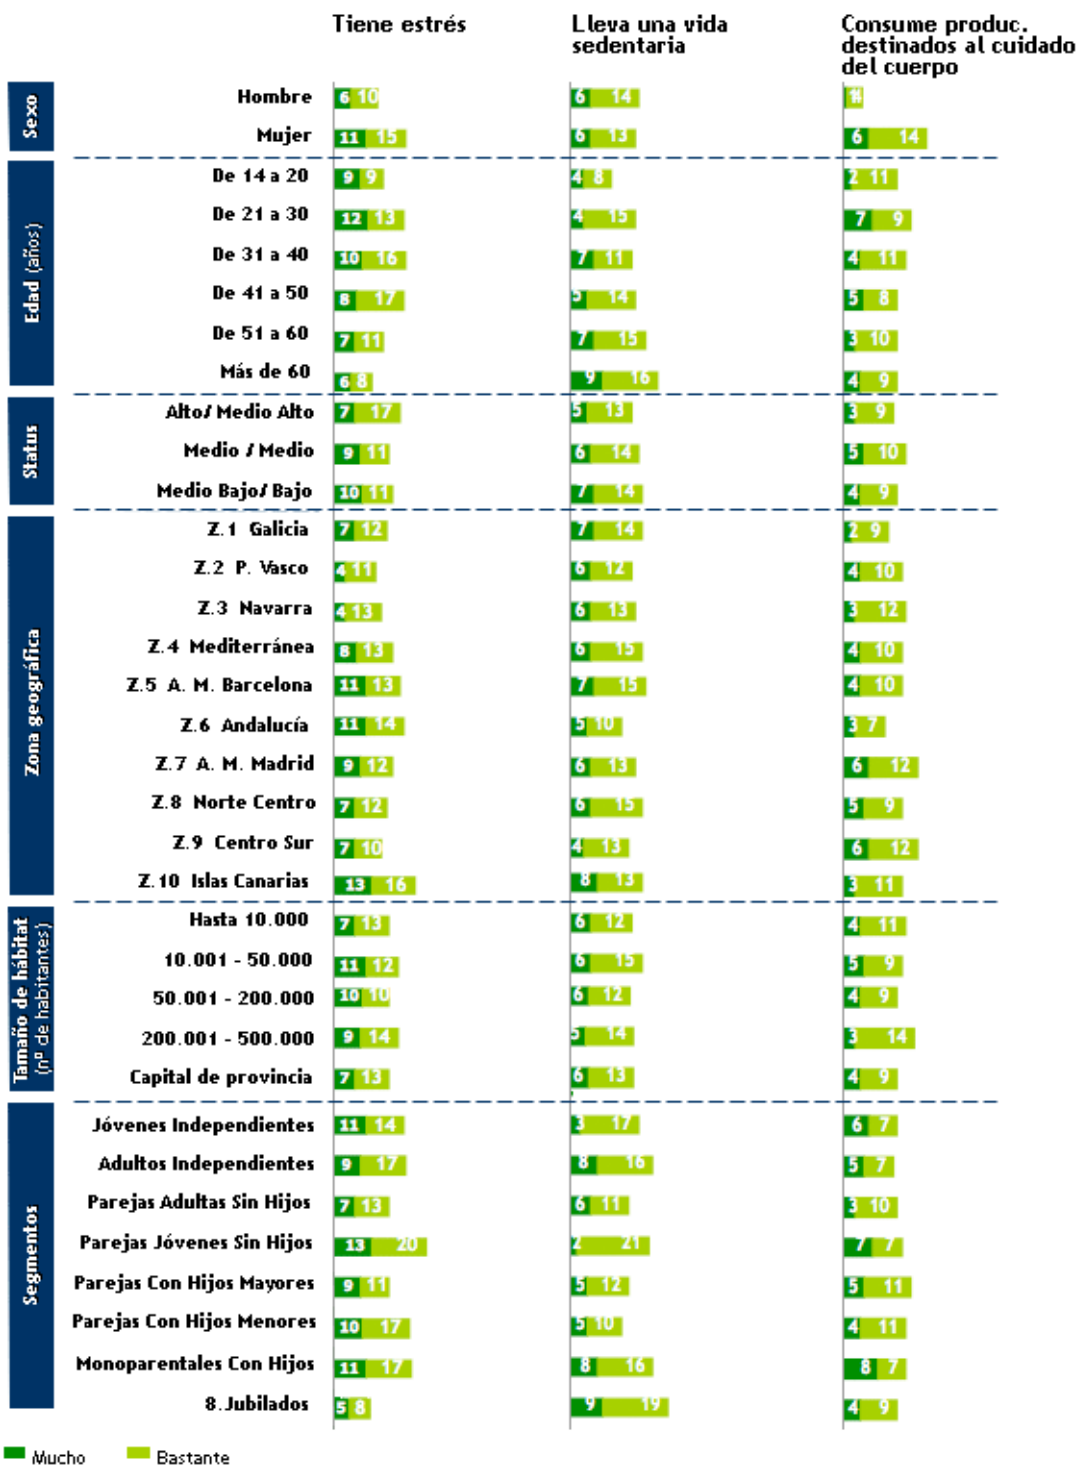 Tiene estrés
Lleva una vida
sedentaria
Consume produc.
destinados al cuidado
del cuerpo
Sexo
Hombre 6 10 6 14 1 4
Mujer 11 15 6 13 6 14
Edad (años)
De 14 a 20 9 9 4 8 2 11
De 21 a 30 12 13 4 15 7 9
De 31 a 40 10 16 7 11 4 11
De 41 a 50 8 17 5 14 5 8
De 51 a 60 7 11 7 15 3 10
Más de 60 6 8 9 16 4 9
Status
Alto/ Medio Alto 7 17 5 13 3 9
Medio / Medio 9 11 6 14 5 10
Medio Bajo/ Bajo 10 11 7 14 4 9
Zona geográfica
Z.1 Galicia 7 12 7 14 2 9
Z.2 P. Vasco 4 11 6 12 4 10
Z.3 Navarra 4 13 6 13 3 12
Z.4 Mediterránea 8 13 6 15 4 10
Z.5 A. M. Barcelona 11 13 7 15 4 10
Z.6 Andalucía 11 14 5 10 3 7
Z.7 A. M. Madrid 9 12 6 13 6 12
Z.8 Norte Centro 7 12 6 15 5 9
Z.9 Centro Sur 7 10 4 13 6 12
Z.10 Islas Canarias 13 16 8 13 3 11
Tamaño de hábitat
(nº de habitantes)
Hasta 10.000 7 13 6 12 4 11
10.001 - 50.000 11 12 6 15 5 9
50.001 - 200.000 10 10 6 12 4 9
200.001 - 500.000 9 14 5 14 3 14
Capital de provincia 7 13 6 13 4 9
Segmentos
Jóvenes Independientes 11 14 3 17 6 7
Adultos Independientes 9 17 8 16 5 7
Parejas Adultas Sin Hijos 7 13 6 11 3 10
Parejas Jóvenes Sin Hijos 13 20 2 21 7 7
Parejas Con Hijos Mayores 9 11 5 12 5 11
Parejas Con Hijos Menores 10 17 5 10 4 11
Monoparentales Con Hijos 11 17 8 16 8 7
8.Jubilados 5 8 9 19 4 9
Mucho
Bastante